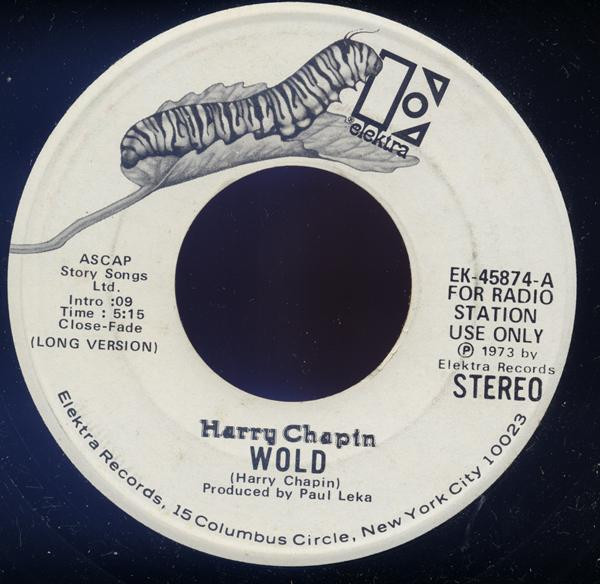 elektra
ASCAP
Story Songs
Ltd.
Intro :09
Time : 5:15
Close-Fade
(LONG VERSION)
EK-45874-A
FOR RADIO
STATION
USE ONLY
Ⓟ 1973 by
Elektra Records
STEREO
Harry Chapin
WOLD
(Harry Chapin)
Produced by Paul Leka
Elektra Records, 15 Columbus Circle, New York City 10023